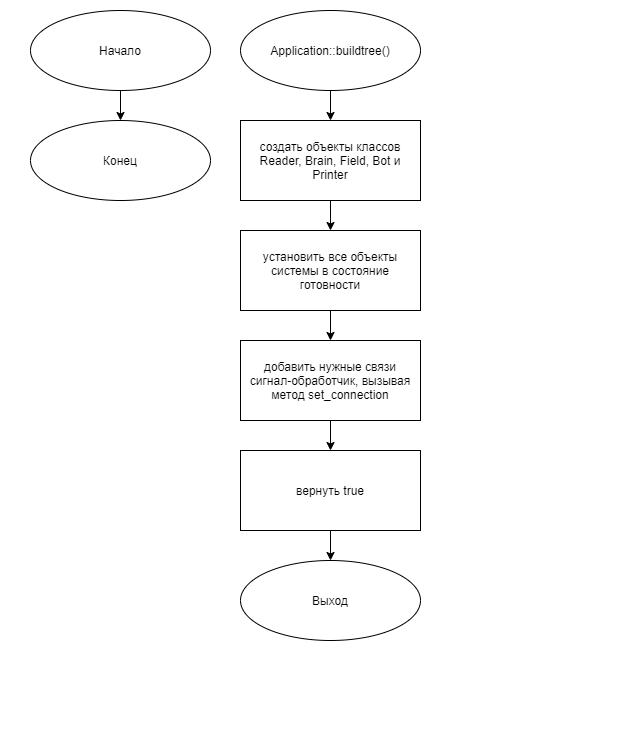 Начало
Конец
Application::buildtree()
создать объекты классов
Reader, Brain, Field, Bot и
Printer
установить все объекты
системы в состояние
готовности
добавить нужные связи
сигнал-обработчик, вызывая
метод set_connection
вернуть true
Выход